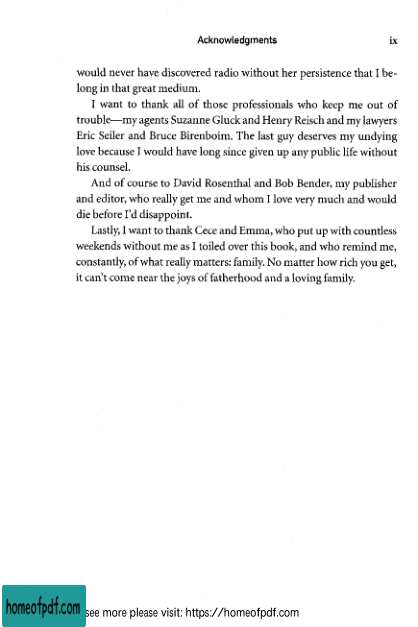 Acknowledgments ix
would never have discovered radio without her persistence that I be-
long in that great medium.
I want to thank all of those professionals who keep me out of
trouble—my agents Suzanne Gluck and Henry Reisch and my lawyers
Eric Seiler and Bruce Birenboim. The last guy deserves my undying
love because I would have long since given up any public life without
his counsel.
And of course to David Rosenthal and Bob Bender, my publisher
and editor, who really get me and whom I love very much and would
die before I'd disappoint.
Lastly, I want to thank Cece and Emma, who put up with countless
weekends without me as I toiled over this book, and who remind me,
constantly, of what really matters: family. No matter how rich you get,
it can't come near the joys of fatherhood and a loving family.
homeofpdf.com see more please visit: https://homeofpdf.com